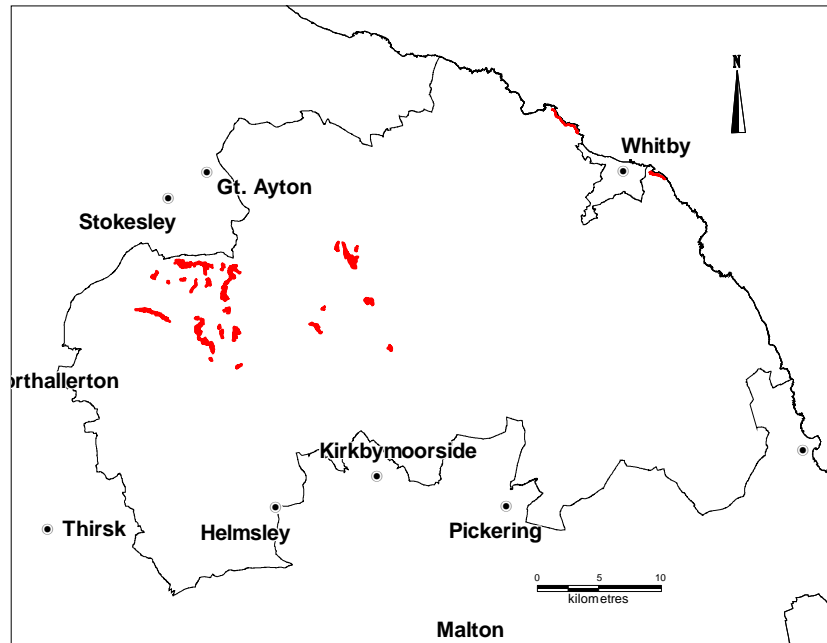 N
Whitby
Gt. Ayton
Stokesley
orthallerton
Kirkbymoorside
Thirsk
Helmsley
Pickering
0 5 10
kilometres
Malton